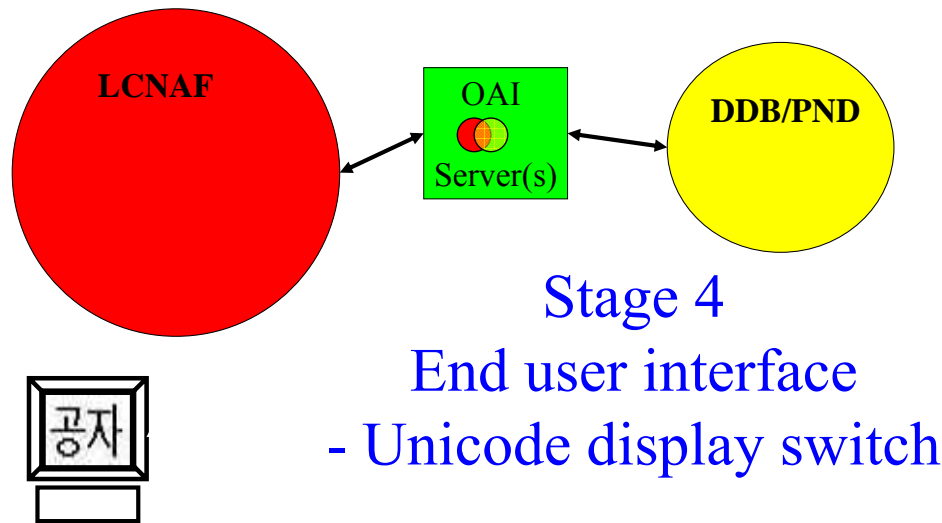 LCNAF
OAI
Server(s)
DDB/PND
Stage 4
End user interface
- Unicode display switch
공자